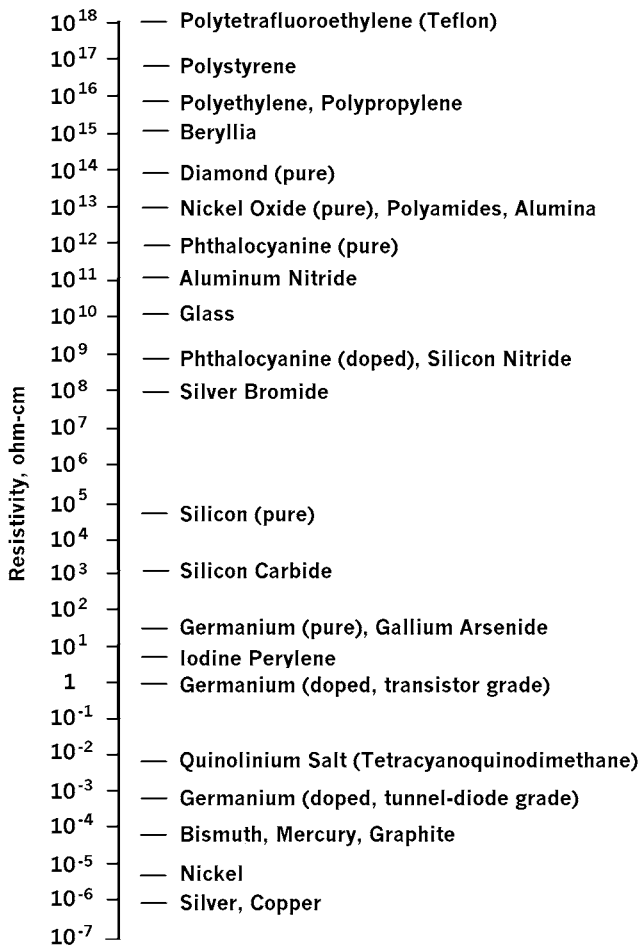 10^18 Polytetrafluoroethylene (Teflon)
10^17 Polystyrene
10^16 Polyethylene, Polypropylene
10^15 Beryllia
10^14 Diamond (pure)
10^13 Nickel Oxide (pure), Polyamides, Alumina
10^12 Phthalocyanine (pure)
10^11 Aluminum Nitride
10^10 Glass
10^9 Phthalocyanine (doped), Silicon Nitride
10^8 Silver Bromide
10^7
10^6
10^5 Silicon (pure)
10^4
10^3 Silicon Carbide
10^2
Germanium (pure), Gallium Arsenide
10^1 Iodine Perylene
1 Germanium (doped, transistor grade)
10^-1
10^-2 Quinolinium Salt (Tetracyanoquinodimethane)
10^-3 Germanium (doped, tunnel-diode grade)
10^-4 Bismuth, Mercury, Graphite
10^-5 Nickel
10^-6 Silver, Copper
10^-7
Resistivity, ohm-cm